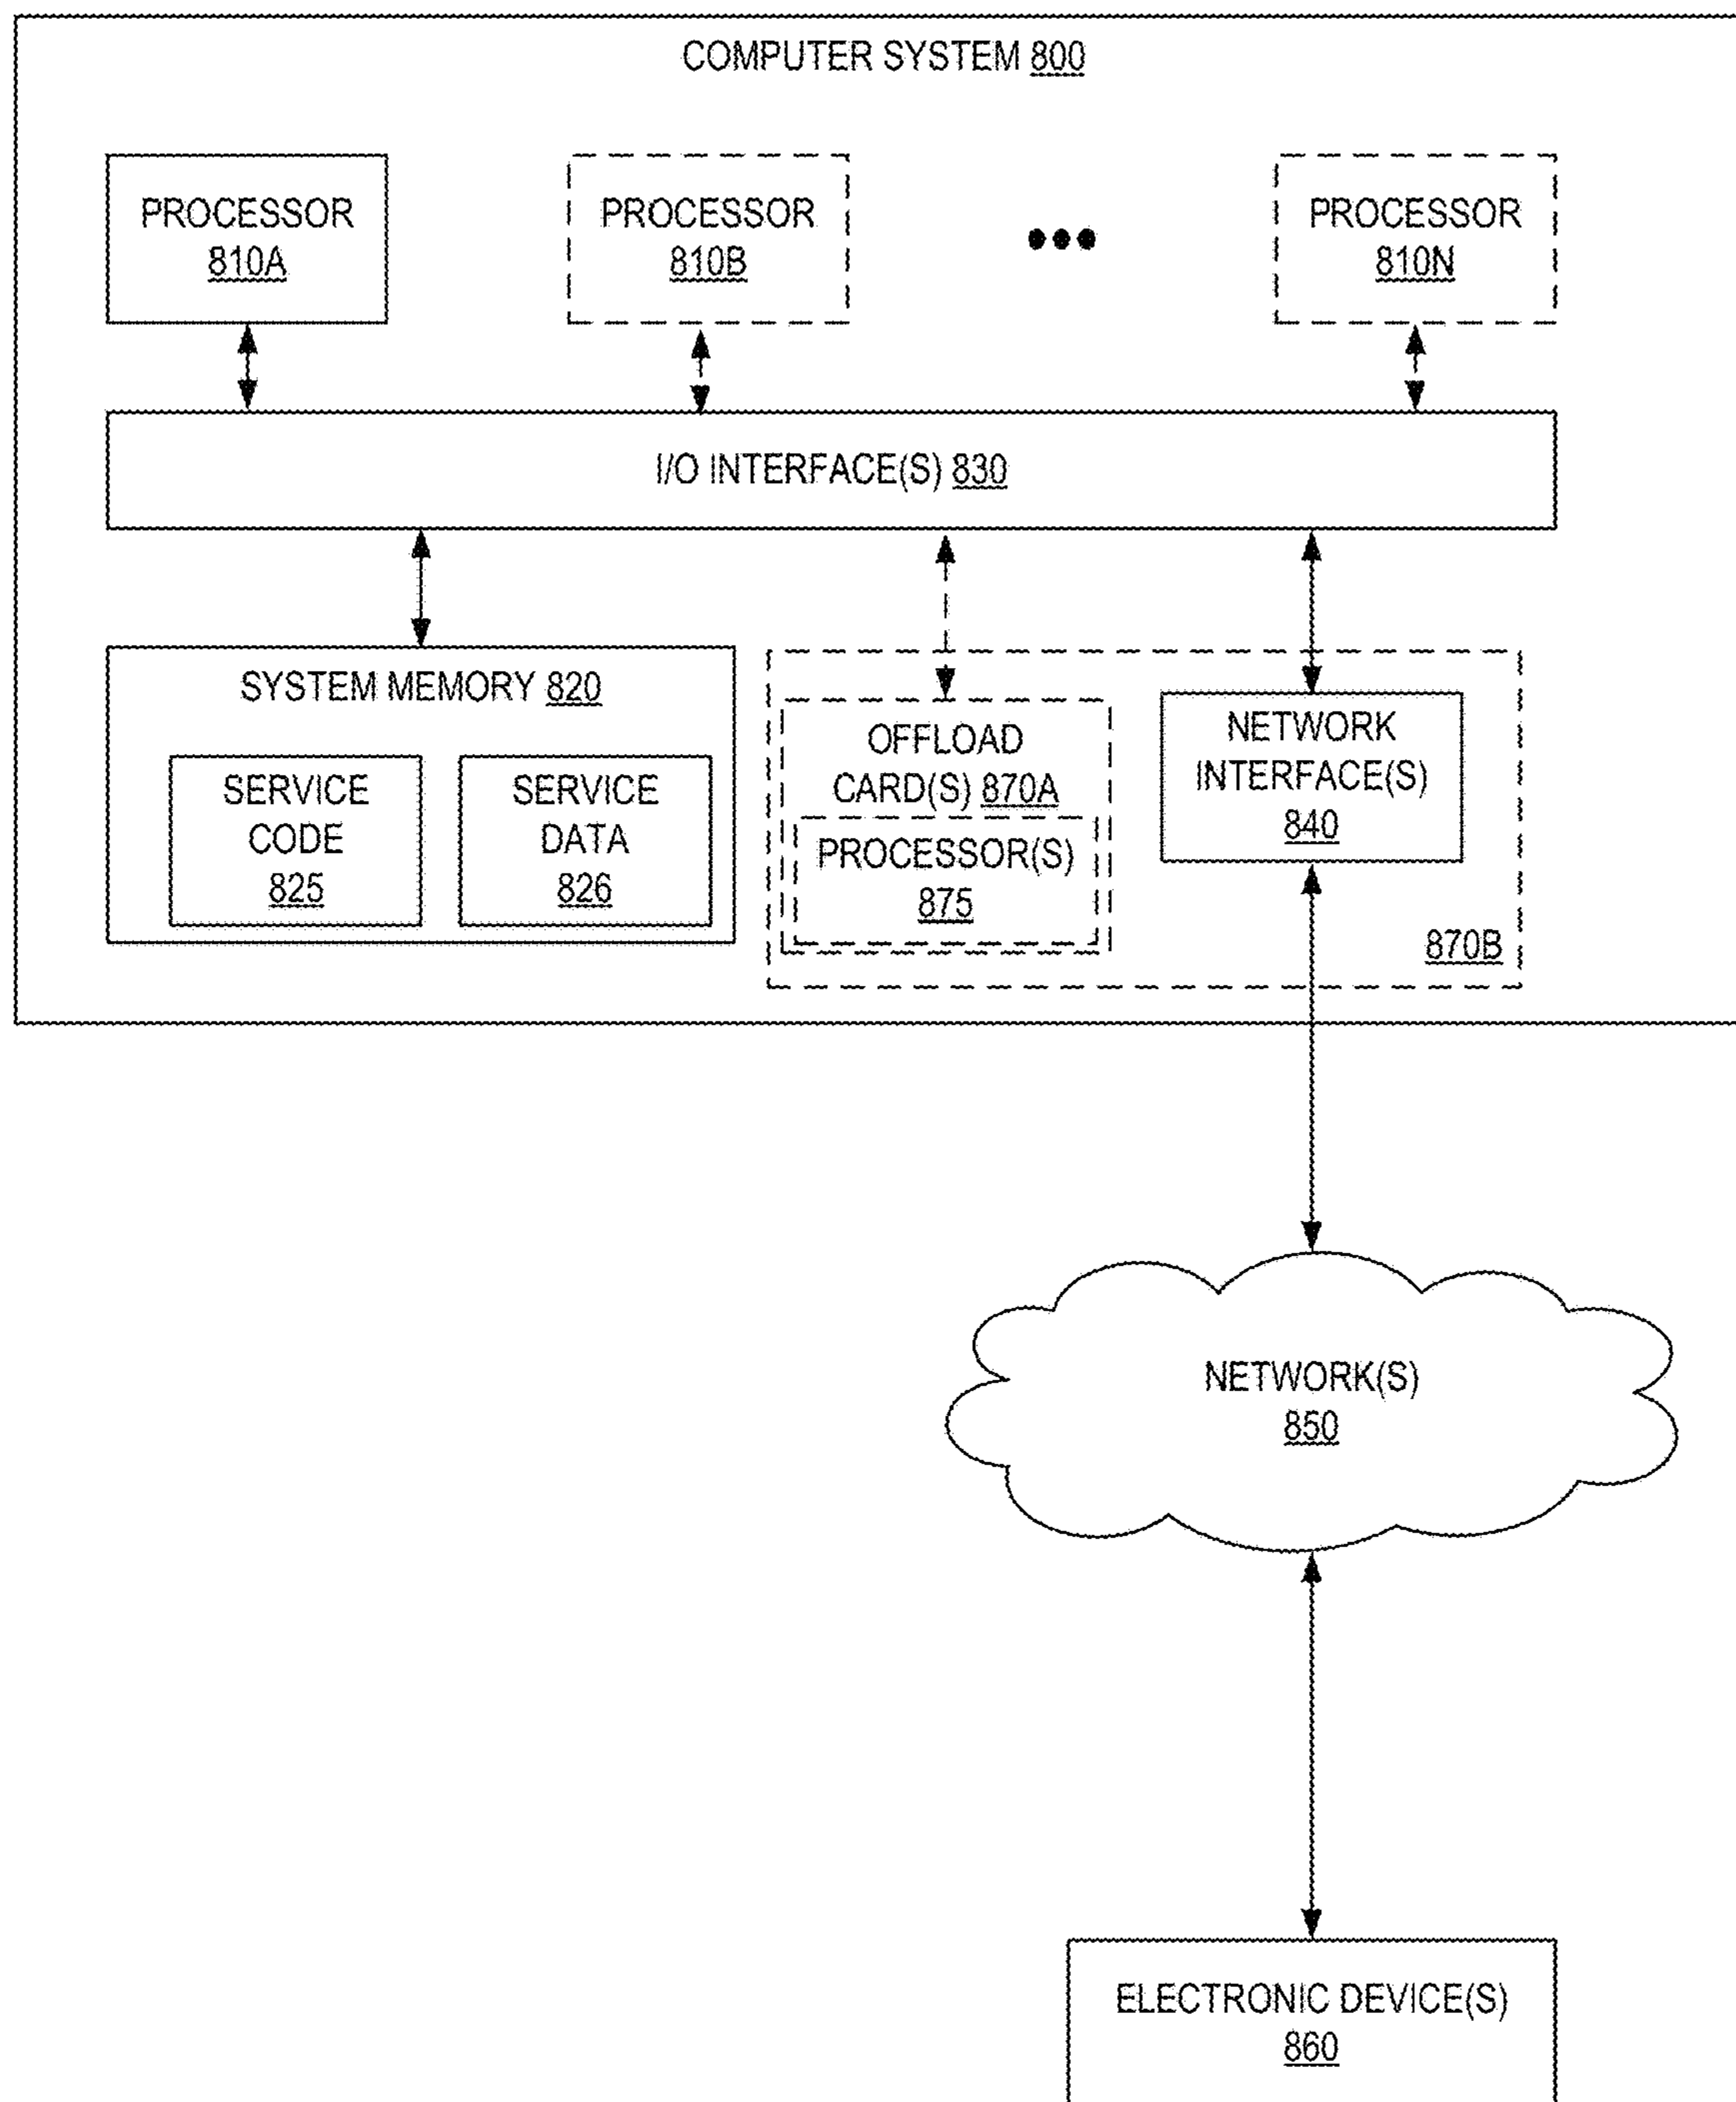 COMPUTER SYSTEM 800
PROCESSOR
810A
PROCESSOR
810B
PROCESSOR
810N
I/O INTERFACE(S) 830
SYSTEM MEMORY 820
SERVICE
CODE
825
SERVICE
DATA
826
OFFLOAD
CARD(S) 870A
PROCESSOR(S)
875
NETWORK
INTERFACE(S)
840
870B
NETWORK(S)
850
ELECTRONIC DEVICE(S)
860